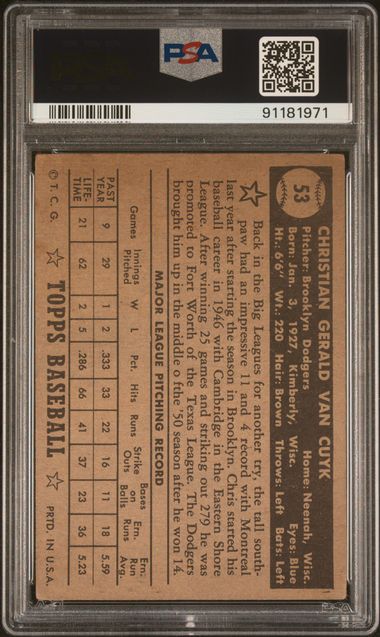 PSA
91181971
53
CHRISTIAN GERALD VAN CUYK
Pitcher: Brooklyn Dodgers Home: Neenah, Wisc.
Born: Jan. 3, 1927, Kimberly, Wisc. Eyes: Blue
Ht.: 6'6" Wt.: 220 Hair: Brown Throws: Left Bats: Left
Back in the Big Leagues for another try, the tall south-
paw had an impressive 11 and 4 record with Montreal
last year after starting the season in Brooklyn. Chris started his
baseball career in 1946 with Cambridge in the Eastern Shore
League. After winning 25 games and striking out 279 he was
promoted to Fort Worth of the Texas League. The Dodgers
brought him up in the middle o fthe '50 season after he won 14.
MAJOR LEAGUE PITCHING RECORD
Games Innings Pitched W L Pct. Hits Runs Strike Outs Bases on Balls Ern. Runs Ern. Run Avg.
PAST YEAR 9 29 1 2 .333 33 22 16 11 18 5.59
LIFE-TIME 21 62 2 5 .286 66 41 37 23 36 5.23
© T. C. G. TOPPS BASEBALL PRTD. IN U.S.A.